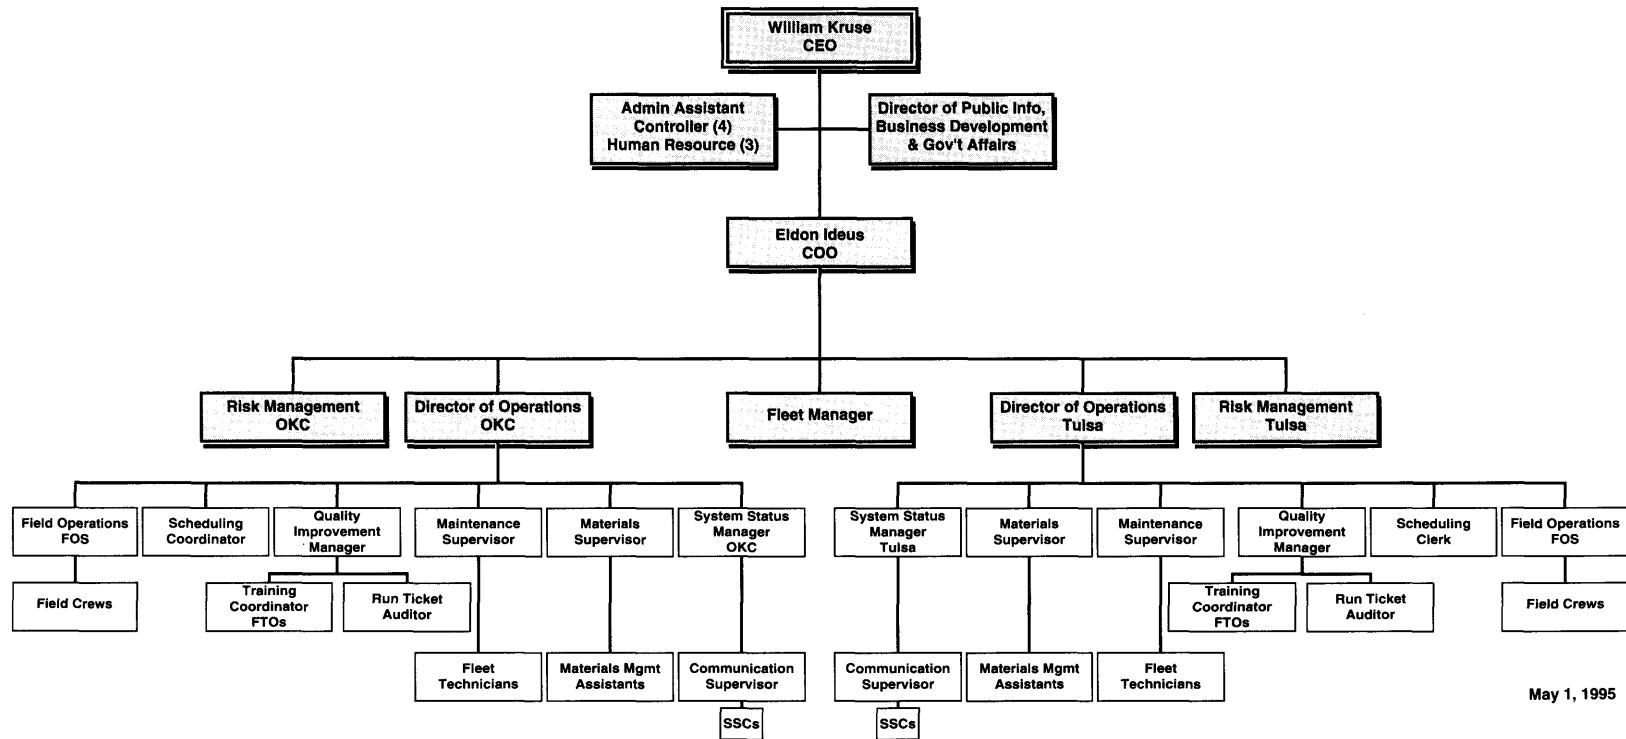 William Kruse
CEO
Admin Assistant
Controller (4)
Human Resource (3)
Director of Public Info,
Business Development
& Gov't Affairs
Eldon Ideus
COO
Risk Management
OKC
Director of Operations
OKC
Fleet Manager
Director of Operations
Tulsa
Risk Management
Tulsa
Field Operations
FOS
Scheduling
Coordinator
Quality
Improvement
Manager
Maintenance
Supervisor
Materials
Supervisor
System Status
Manager
OKC
System Status
Manager
Tulsa
Materials
Supervisor
Maintenance
Supervisor
Quality
Improvement
Manager
Scheduling
Clerk
Field Operations
FOS
Field Crews
Training
Coordinator
FTOs
Run Ticket
Auditor
Training
Coordinator
FTOs
Run Ticket
Auditor
Field Crews
Fleet
Technicians
Materials Mgmt
Assistants
Communication
Supervisor
Communication
Supervisor
Materials Mgmt
Assistants
Fleet
Technicians
May 1, 1995
SSCs
SSCs